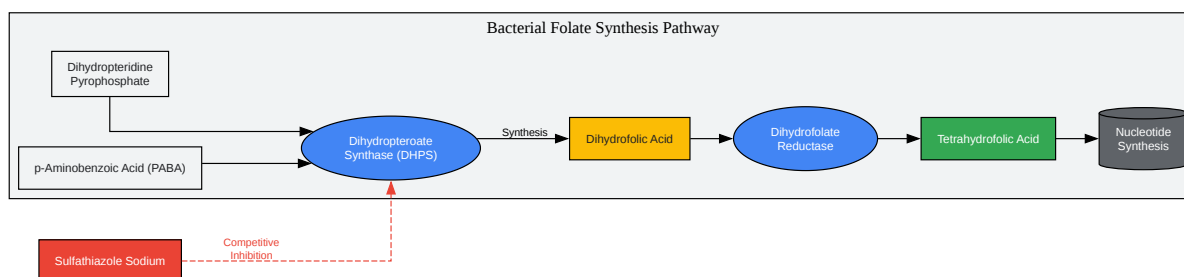 Bacterial Folate Synthesis Pathway
Dihydropteridine
Pyrophosphate
p-Aminobenzoic Acid (PABA)
Dihydropteroate
Synthase (DHPS)
Synthesis
Dihydrofolic Acid
Dihydrofolate
Reductase
Tetrahydrofolic Acid
Nucleotide
Synthesis
Sulfathiazole Sodium
Competitive
Inhibition